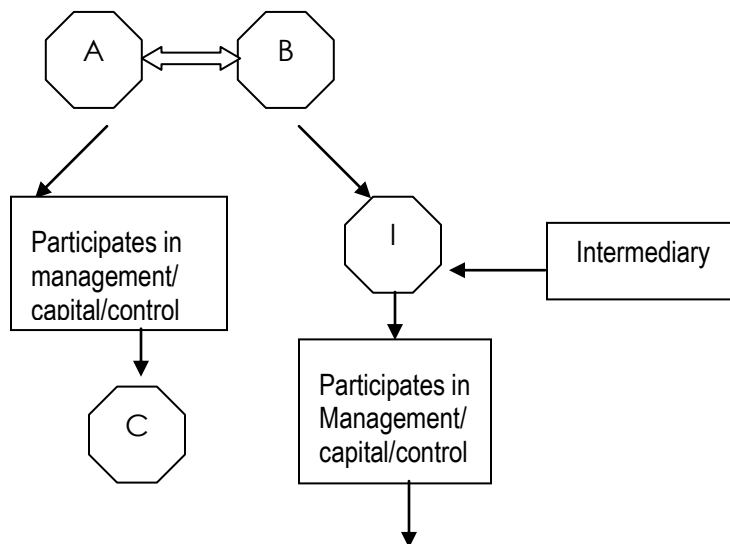 A
B
Participates in
management/
capital/control
I
Intermediary
C
Participates in
Management/
capital/control